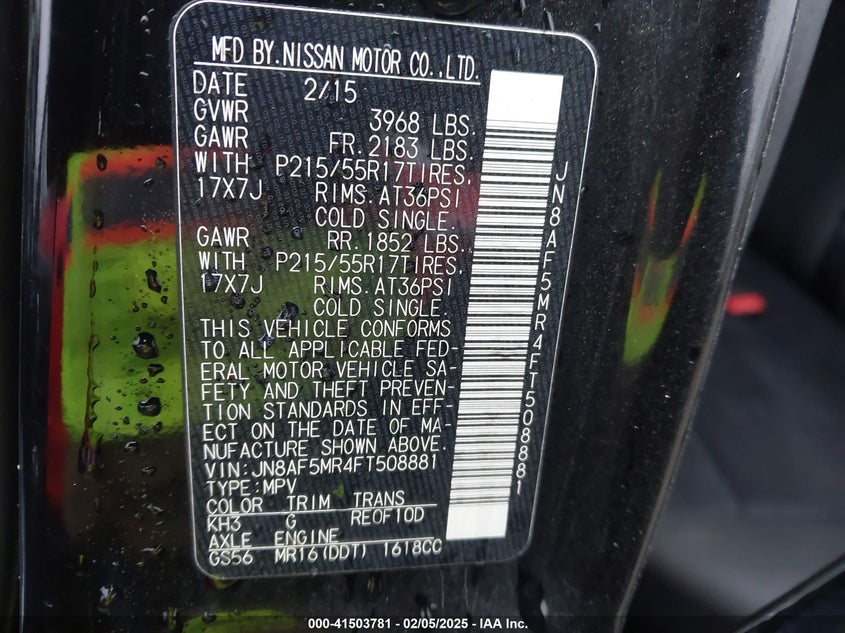 MFD BY.NISSAN MOTOR CO.,LTD.
DATE 2/15
GVWR 3968 LBS.
GAWR FR.2183 LBS.
WITH P215/55R17TIRES,
17X7J RIMS.AT36PSI
COLD SINGLE.
GAWR RR.1852 LBS.
WITH P215/55R17TIRES,
17X7J RIMS.AT36PSI
COLD SINGLE.
THIS VEHICLE CONFORMS
TO ALL APPLICABLE FED-
ERAL MOTOR VEHICLE SA-
FETY AND THEFT PREVEN-
TION STANDARDS IN EFF-
ECT ON THE DATE OF MA-
NUFACTURE SHOWN ABOVE.
VIN:JN8AF5MR4FT508881
TYPE:MPV
COLOR TRIM TRANS
KH3 G REOF10D
AXLE ENGINE
GS56 MR16(DDT) 1618CC
JN8AF5MR4FT508881
000-41503781 - 02/05/2025 - IAA Inc.